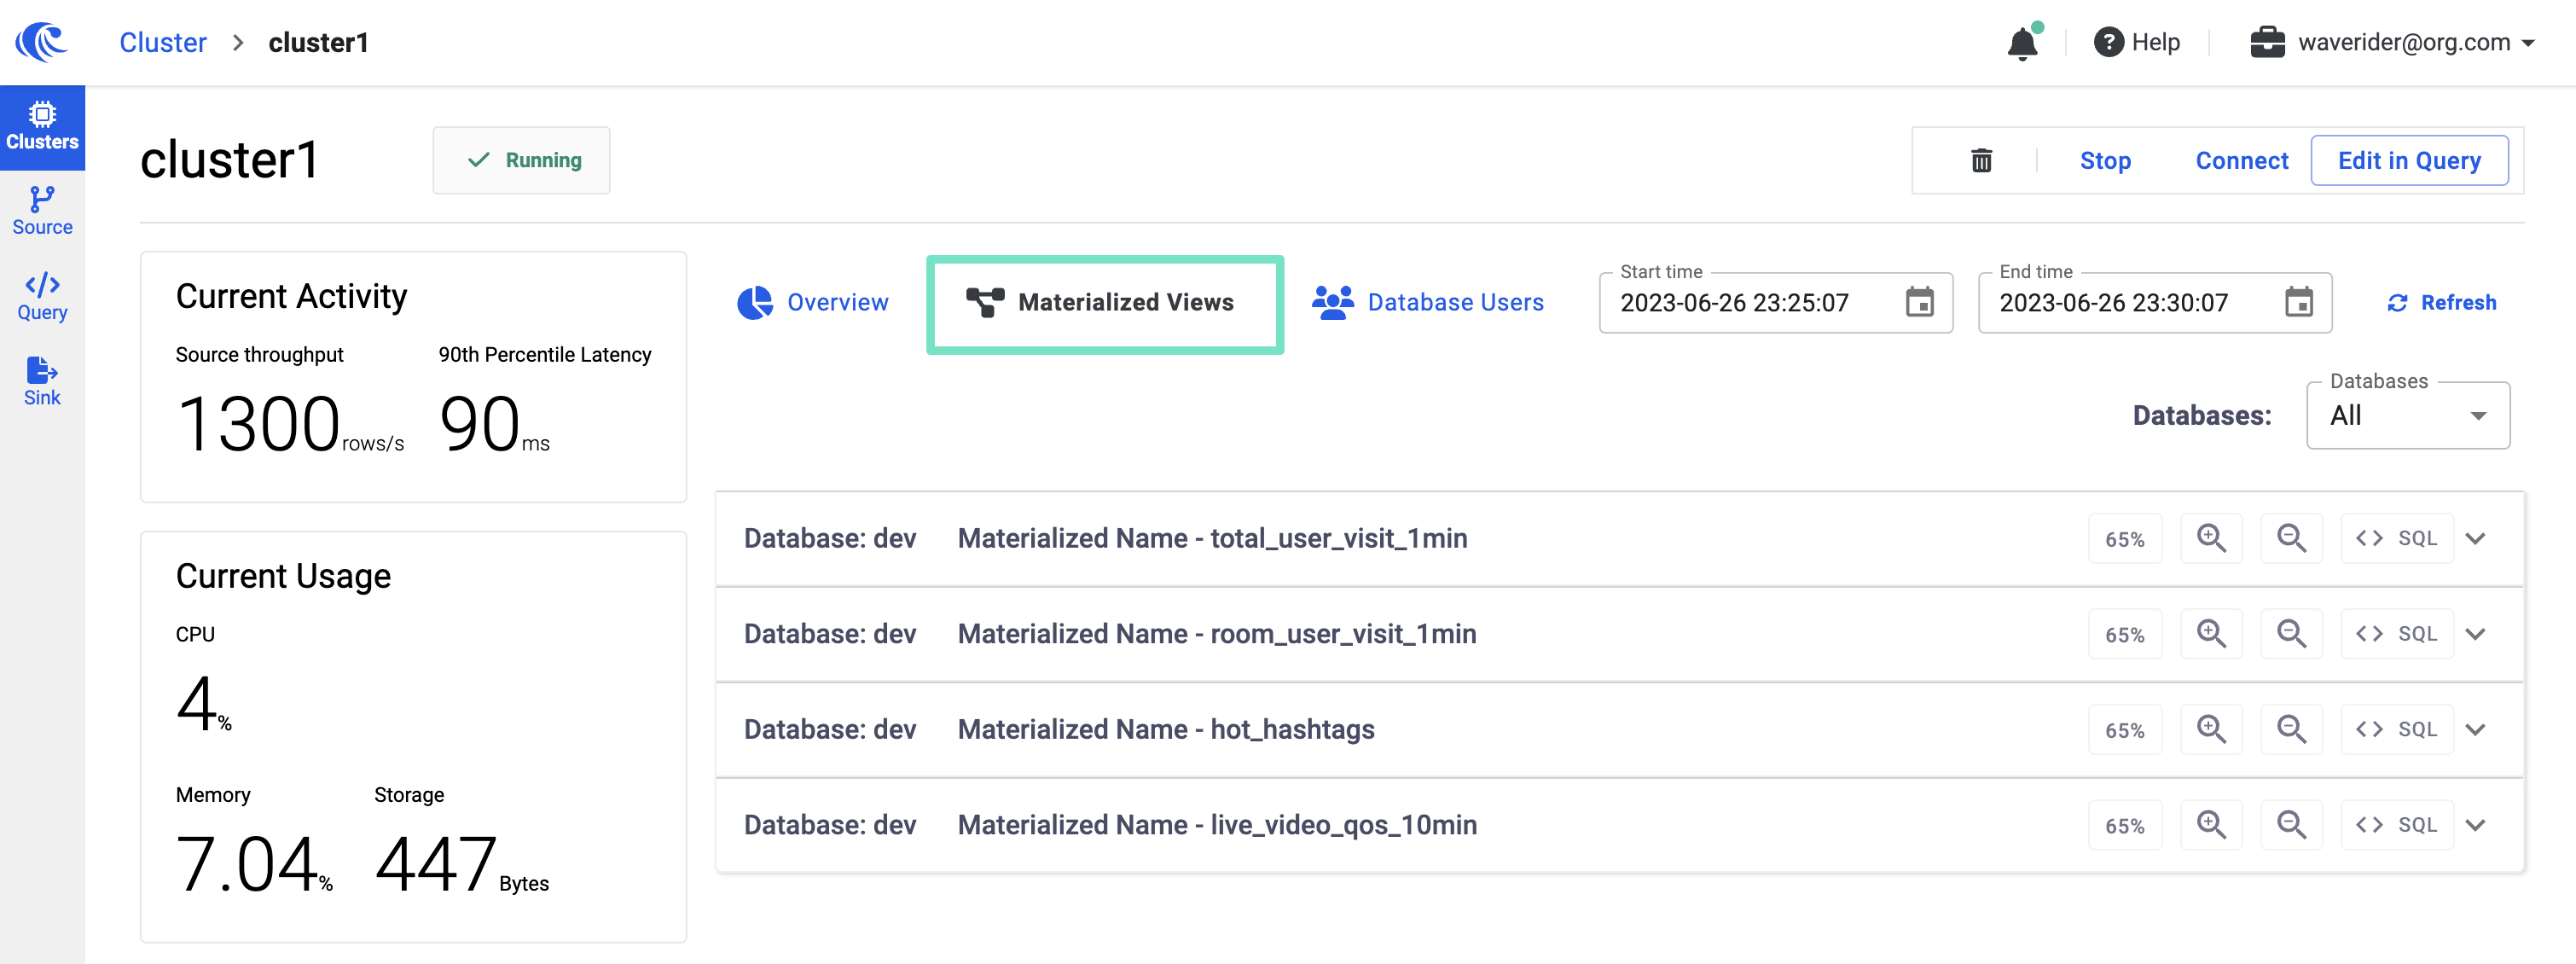 Cluster > cluster1
Help
waverider@org.com
Clusters
Source
Query
Sink
cluster1
Running
Stop
Connect
Edit in Query
Current Activity
Source throughput
1300 rows/s
90th Percentile Latency
90 ms
Current Usage
CPU
4 %
Memory
7.04 %
Storage
447 Bytes
Overview
Materialized Views
Database Users
Start time
2023-06-26 23:25:07
End time
2023-06-26 23:30:07
Refresh
Databases:
Databases
All
Database: dev Materialized Name - total_user_visit_1min 65% <> SQL
Database: dev Materialized Name - room_user_visit_1min 65% <> SQL
Database: dev Materialized Name - hot_hashtags 65% <> SQL
Database: dev Materialized Name - live_video_qos_10min 65% <> SQL